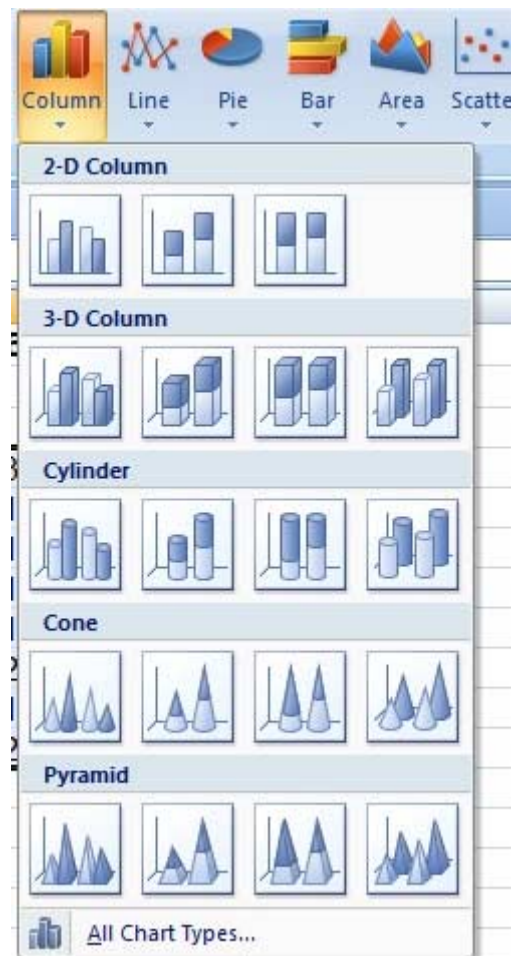 Column Line Pie Bar Area Scatte
2-D Column
3-D Column
Cylinder
Cone
Pyramid
All Chart Types...